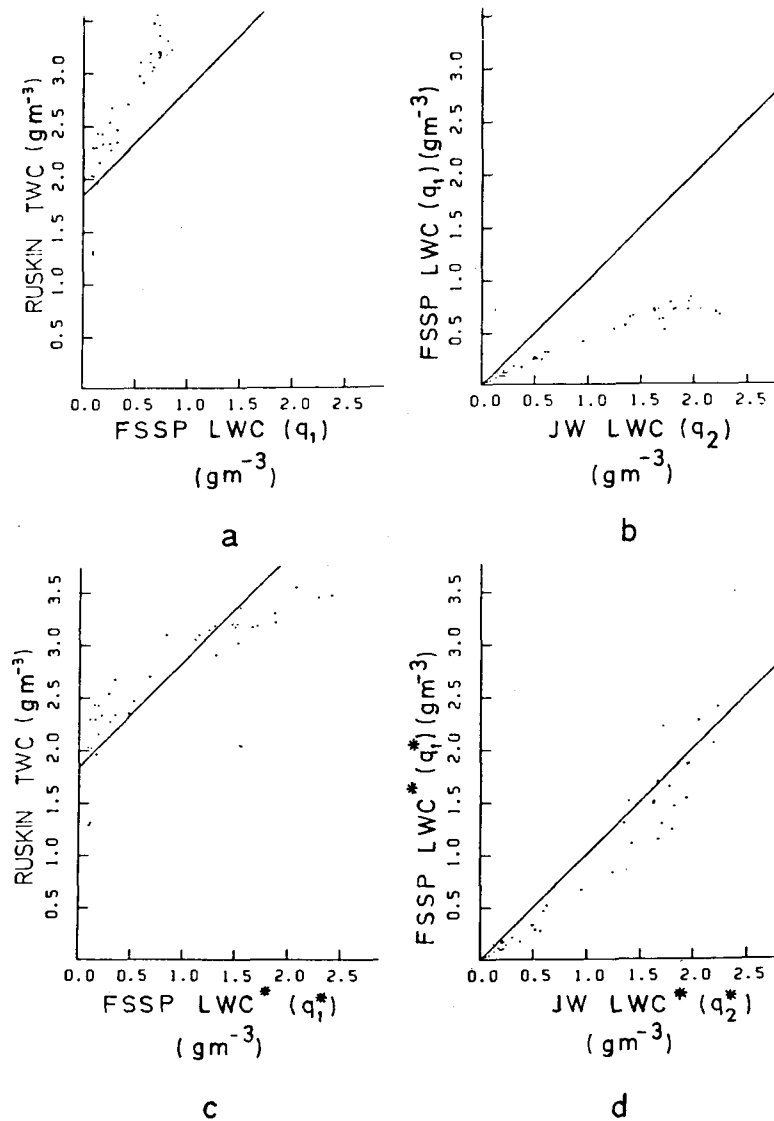 RUSKIN TWC (gm⁻³)
3.0
2.5
2.0
1.5
1.0
0.5
0.0 0.5 1.0 1.5 2.0 2.5
FSSP LWC (q₁)
(gm⁻³)
a
FSSP LWC (q₁) (gm⁻³)
3.0
2.5
2.0
1.5
1.0
0.5
0.0 0.5 1.0 1.5 2.0 2.5
JW LWC (q₂)
(gm⁻³)
b
RUSKIN TWC (gm⁻³)
3.5
3.0
2.5
2.0
1.5
1.0
0.5
0.0 0.5 1.0 1.5 2.0 2.5
FSSP LWC* (q₁*)
(gm⁻³)
c
FSSP LWC* (q₁*) (gm⁻³)
3.5
3.0
2.5
2.0
1.5
1.0
0.5
0.0 0.5 1.0 1.5 2.0 2.5
JW LWC* (q₂*)
(gm⁻³)
d